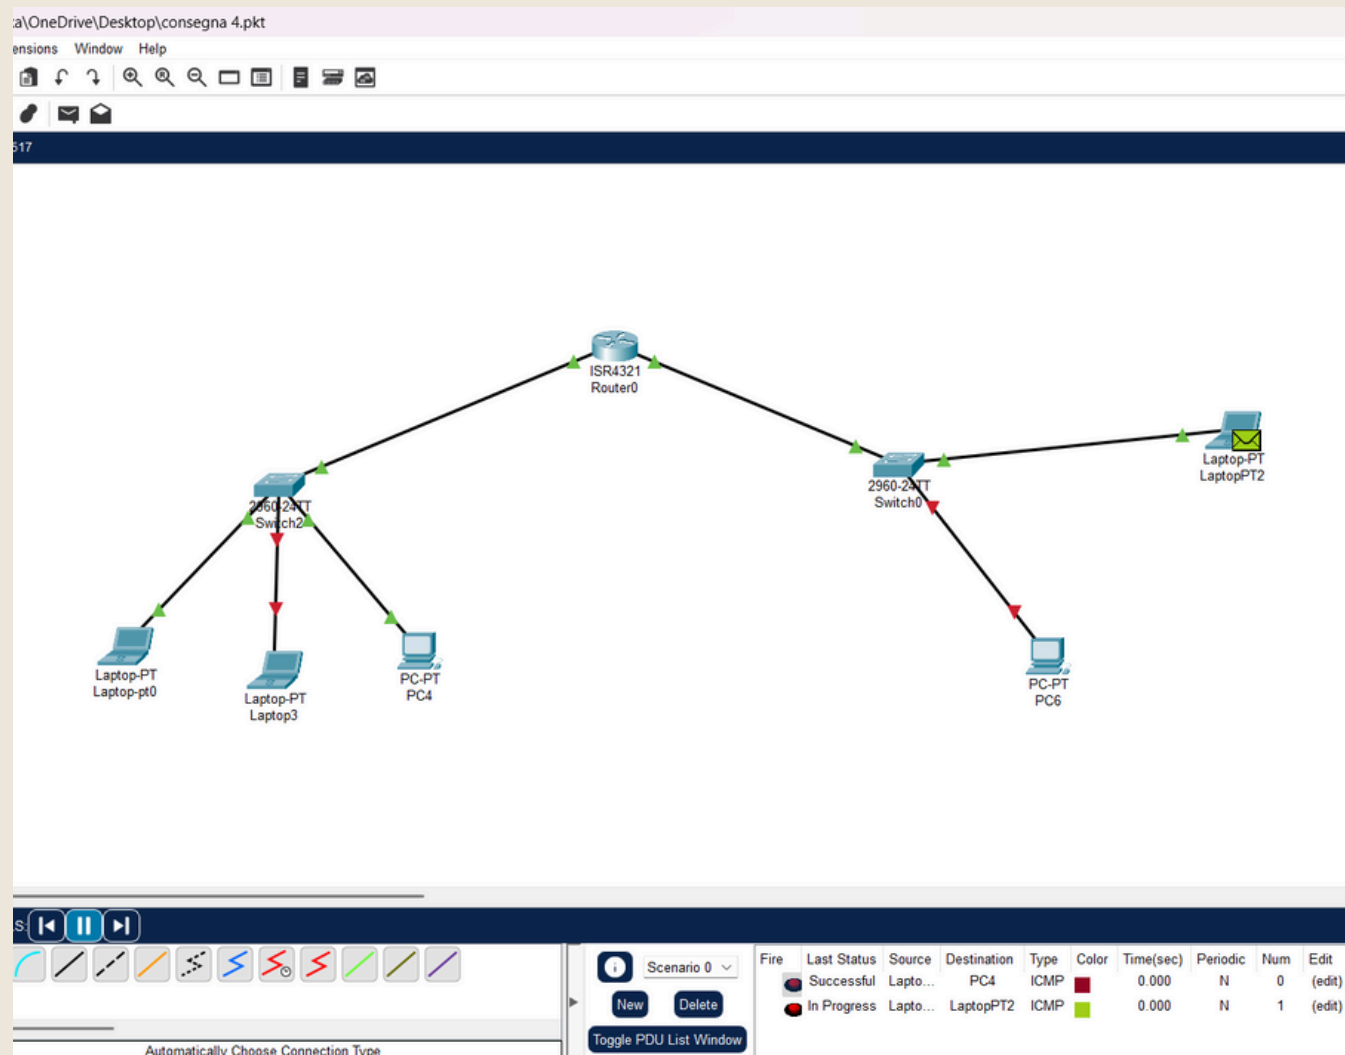 :a\OneDrive\Desktop\consegna 4.pkt
ensions Window Help
517
ISR4321
Router0
Laptop-PT
LaptopPT2
2960-24TT
Switch0
2960-24TT
Switch2
Laptop-PT
Laptop-pt0
Laptop-PT
Laptop3
PC-PT
PC4
PC-PT
PC6
S:
Scenario 0
New Delete
Toggle PDU List Window
Fire Last Status Source Destination Type Color Time(sec) Periodic Num Edit
Successful Lapto... PC4 ICMP 0.000 N 0 (edit)
In Progress Lapto... LaptopPT2 ICMP 0.000 N 1 (edit)
Automatically Choose Connection Type